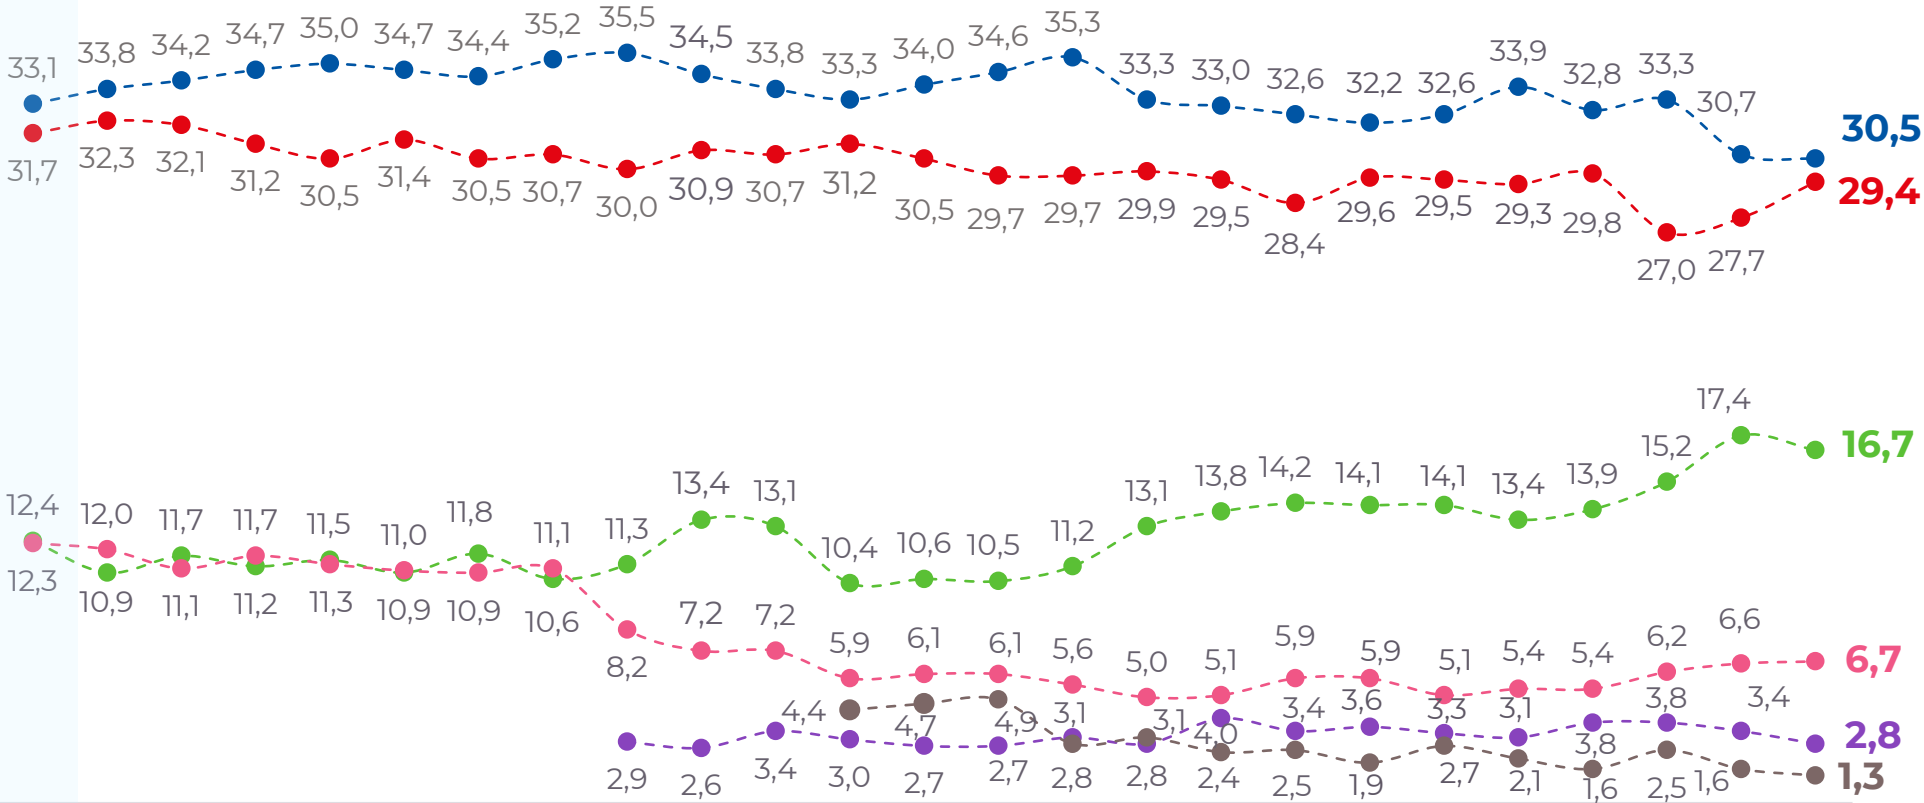 33,1 33,8 34,2 34,7 35,0 34,7 34,4 35,2 35,5 34,5 33,8 33,3 34,0 34,6 35,3 33,3 33,0 32,6 32,2 32,6 33,9 32,8 33,3 30,7 30,5
31,7 32,3 32,1 31,2 30,5 31,4 30,5 30,7 30,0 30,9 30,7 31,2 30,5 29,7 29,7 29,9 29,5 28,4 29,6 29,5 29,3 29,8 27,0 27,7 29,4
12,4 12,0 11,7 11,7 11,5 11,0 11,8 11,1 11,3 13,4 13,1 10,4 10,6 10,5 11,2 13,1 13,8 14,2 14,1 14,1 13,4 13,9 15,2 17,4 16,7
12,3 10,9 11,1 11,2 11,3 10,9 10,9 10,6 8,2 7,2 7,2 5,9 6,1 6,1 5,6 5,0 5,1 5,9 5,9 5,1 5,4 5,4 6,2 6,6 6,7
4,4 4,7 4,9 3,1 3,1 4,0 3,4 3,6 3,3 3,1 3,8 3,8 3,4 2,8
2,9 2,6 3,4 3,0 2,7 2,7 2,8 2,8 2,4 2,5 1,9 2,7 2,1 1,6 2,5 1,6 1,3